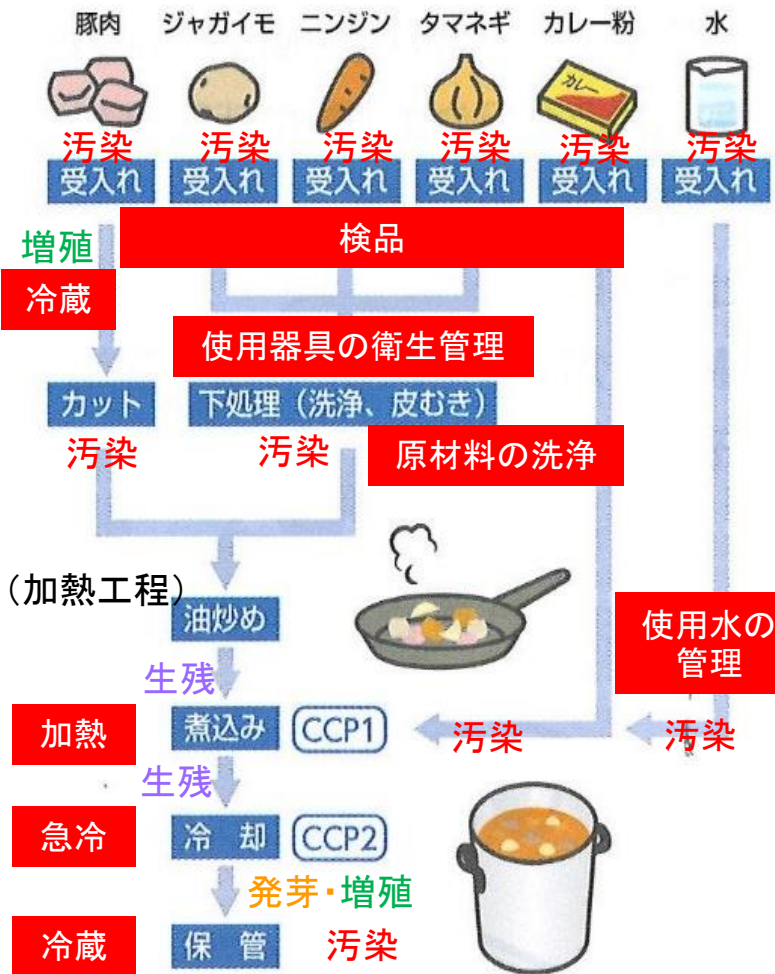 豚肉 ジャガイモ ニンジン タマネギ カレー粉 水
カレー
汚染 汚染 汚染 汚染 汚染 汚染
受入れ 受入れ 受入れ 受入れ 受入れ 受入れ
検品
増殖
冷蔵
使用器具の衛生管理
カット 下処理（洗浄、皮むき）
汚染 汚染 原材料の洗浄
（加熱工程）
油炒め
使用水の
管理
生残
加熱 煮込み CCP1 汚染 汚染
生残
急冷 冷却 CCP2
発芽・増殖
冷蔵 保管 汚染